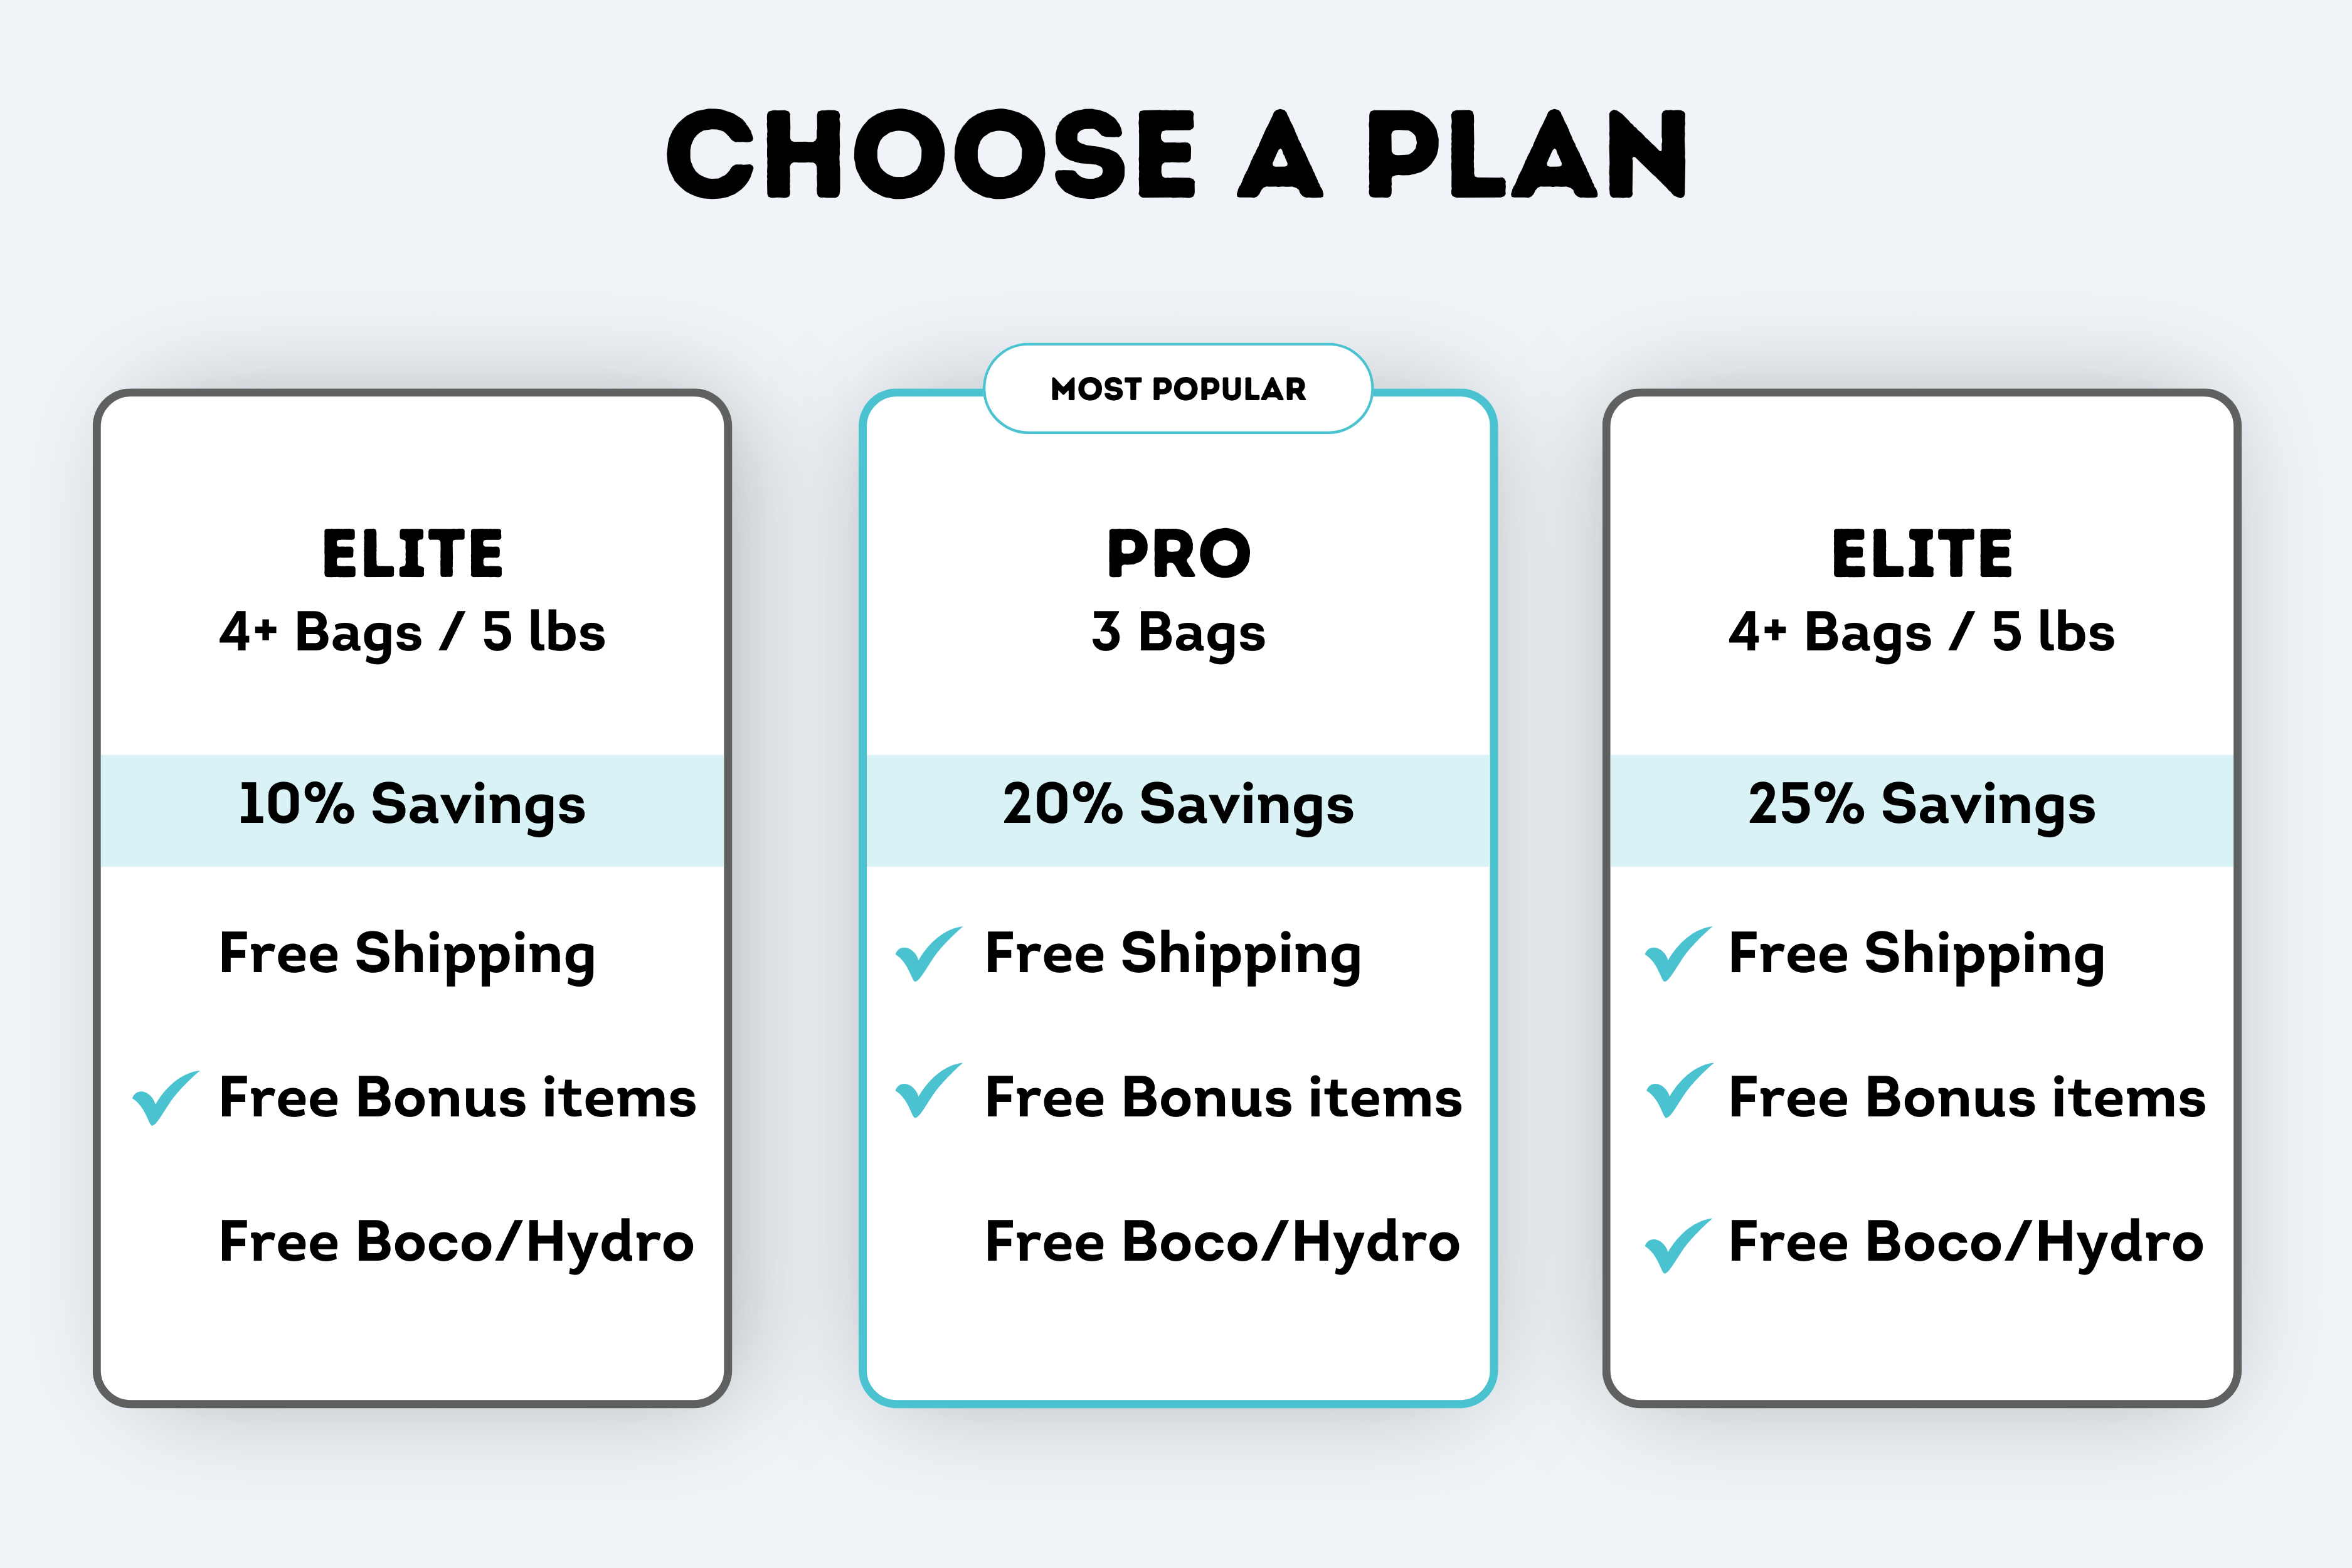 CHOOSE A PLAN
ELITE
4+ Bags / 5 lbs
10% Savings
Free Shipping
Free Bonus items
Free Boco/Hydro
MOST POPULAR
PRO
3 Bags
20% Savings
Free Shipping
Free Bonus items
Free Boco/Hydro
ELITE
4+ Bags / 5 lbs
25% Savings
Free Shipping
Free Bonus items
Free Boco/Hydro